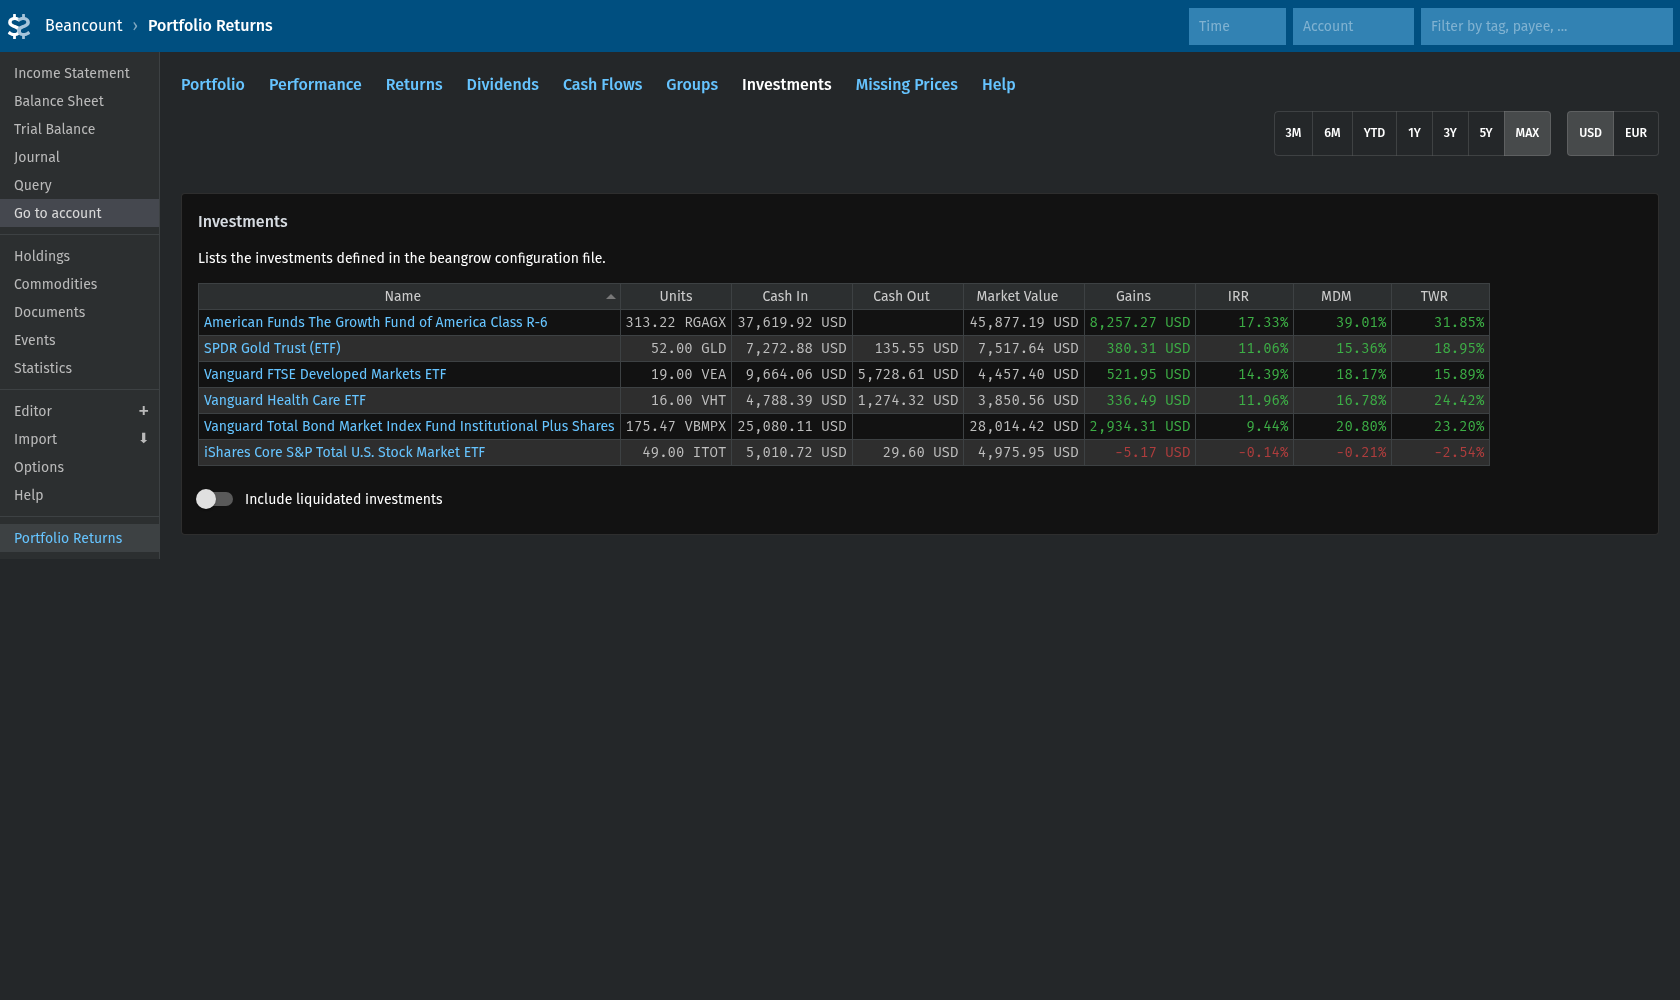 Beancount › Portfolio Returns
Time
Account
Filter by tag, payee, ...
Income Statement
Balance Sheet
Trial Balance
Journal
Query
Go to account
Holdings
Commodities
Documents
Events
Statistics
Editor +
Import ⬇
Options
Help
Portfolio Returns
Portfolio Performance Returns Dividends Cash Flows Groups Investments Missing Prices Help
3M 6M YTD 1Y 3Y 5Y MAX USD EUR
Investments
Lists the investments defined in the beangrow configuration file.
Name Units Cash In Cash Out Market Value Gains IRR MDM TWR
American Funds The Growth Fund of America Class R-6 313.22 RGAGX 37,619.92 USD 45,877.19 USD 8,257.27 USD 17.33% 39.01% 31.85%
SPDR Gold Trust (ETF) 52.00 GLD 7,272.88 USD 135.55 USD 7,517.64 USD 380.31 USD 11.06% 15.36% 18.95%
Vanguard FTSE Developed Markets ETF 19.00 VEA 9,664.06 USD 5,728.61 USD 4,457.40 USD 521.95 USD 14.39% 18.17% 15.89%
Vanguard Health Care ETF 16.00 VHT 4,788.39 USD 1,274.32 USD 3,850.56 USD 336.49 USD 11.96% 16.78% 24.42%
Vanguard Total Bond Market Index Fund Institutional Plus Shares 175.47 VBMPX 25,080.11 USD 28,014.42 USD 2,934.31 USD 9.44% 20.80% 23.20%
iShares Core S&P Total U.S. Stock Market ETF 49.00 ITOT 5,010.72 USD 29.60 USD 4,975.95 USD -5.17 USD -0.14% -0.21% -2.54%
Include liquidated investments